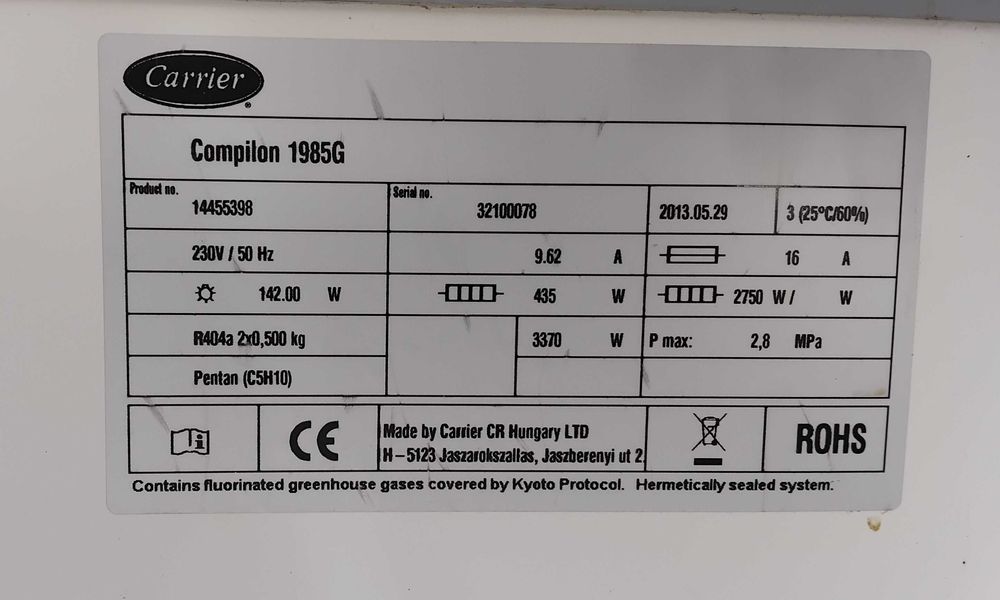 Carrier
Compilon 1985G
Product no.
14455398
Serial no.
32100078
2013.05.29
3 (25°C/60%)
230V / 50 Hz
9.62 A
16 A
142.00 W
435 W
2750 W / W
R404a 2x0,500 kg
3370 W
P max: 2,8 MPa
Pentan (C5H10)
CE
Made by Carrier CR Hungary LTD
H-5123 Jaszarokszallas, Jaszberenyi ut 2.
ROHS
Contains fluorinated greenhouse gases covered by Kyoto Protocol. Hermetically sealed system.